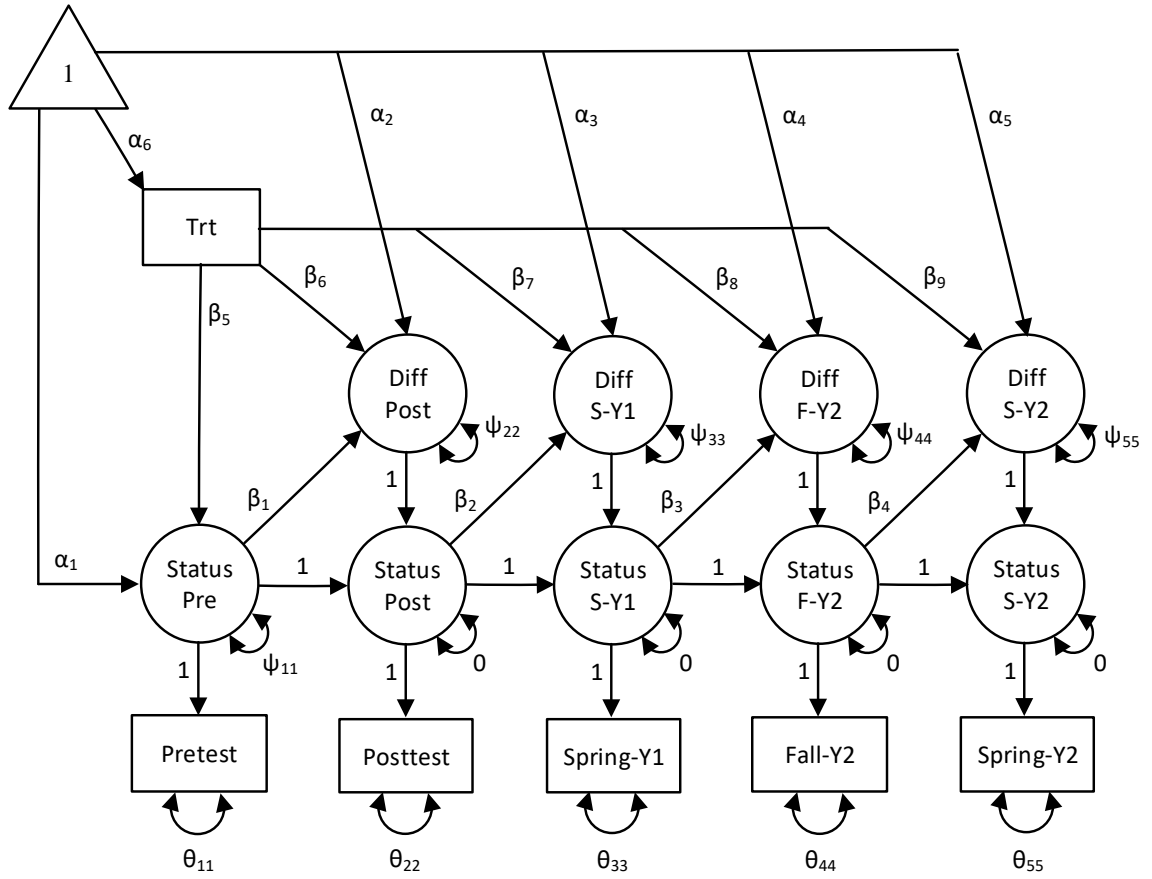 1
α₂
α₃
α₄
α₅
α₆
Trt
β₅
β₆
β₇
β₈
β₉
Diff
Post
Diff
S-Y1
Diff
F-Y2
Diff
S-Y2
ψ₂₂
ψ₃₃
ψ₄₄
ψ₅₅
β₁
1
β₂
1
β₃
1
β₄
1
α₁
Status
Pre
1
Status
Post
1
Status
S-Y1
1
Status
F-Y2
1
Status
S-Y2
ψ₁₁
0
0
0
0
1
1
1
1
Pretest
Posttest
Spring-Y1
Fall-Y2
Spring-Y2
θ₁₁
θ₂₂
θ₃₃
θ₄₄
θ₅₅